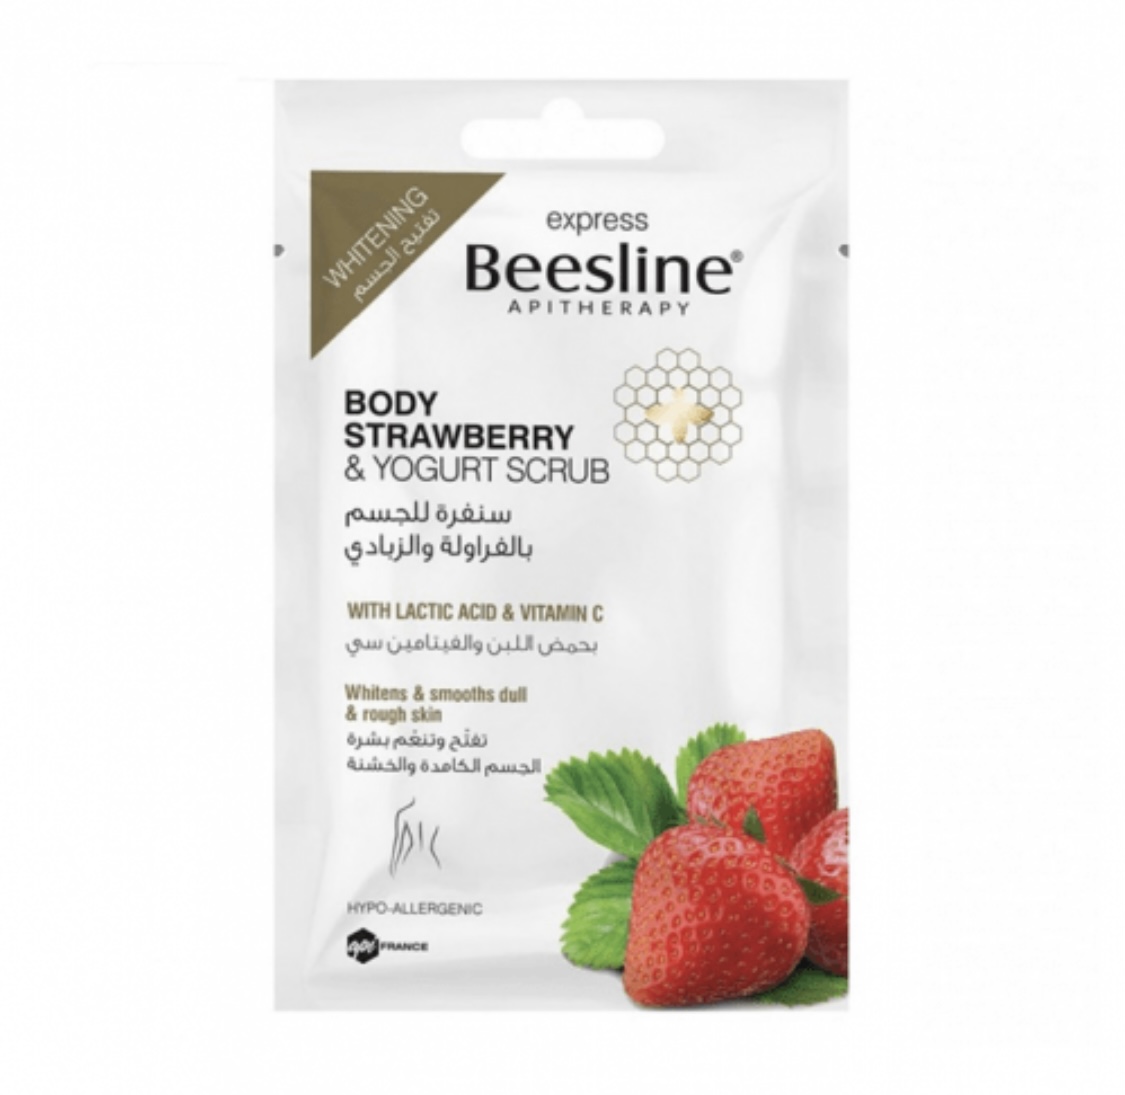 WHITENING
تفتيح الجسم
express
Beesline®
APITHERAPY
BODY
STRAWBERRY
& YOGURT SCRUB
سنفرة للجسم
بالفراولة والزبادي
WITH LACTIC ACID & VITAMIN C
بحمض اللبن والفيتامين سي
Whitens & smooths dull
& rough skin
تفتّح وتنعّم بشرة
الجسم الكامدة والخشنة
HYPO-ALLERGENIC
api FRANCE